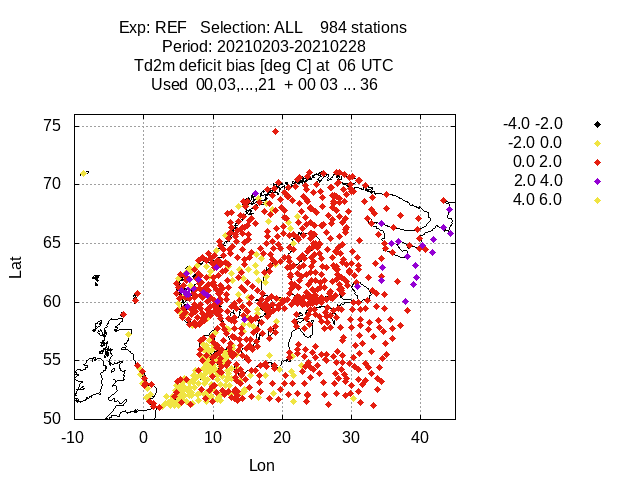 Exp: REF   Selection: ALL    984 stations
Period: 20210203-20210228
Td2m deficit bias [deg C] at  06 UTC
Used  00,03,...,21  + 00 03 ... 36
-4.0 -2.0
-2.0 0.0
0.0 2.0
2.0 4.0
4.0 6.0
75
70
65
60
55
50
Lat
-10 0 10 20 30 40
Lon